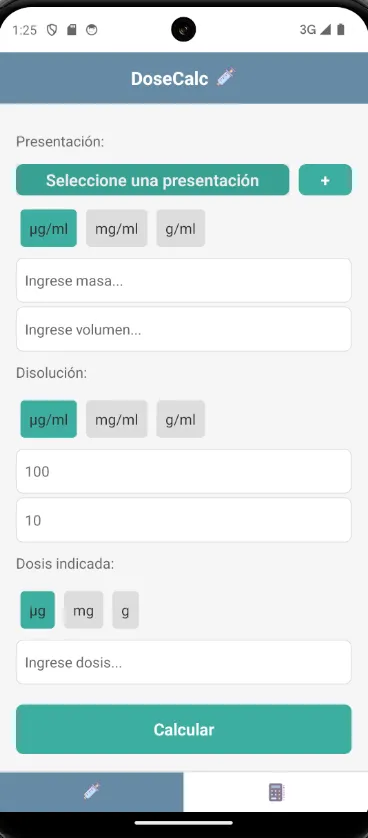 1:25 3G
DoseCalc
Presentación:
Seleccione una presentación +
µg/ml mg/ml g/ml
Ingrese masa...
Ingrese volumen...
Disolución:
µg/ml mg/ml g/ml
100
10
Dosis indicada:
µg mg g
Ingrese dosis...
Calcular